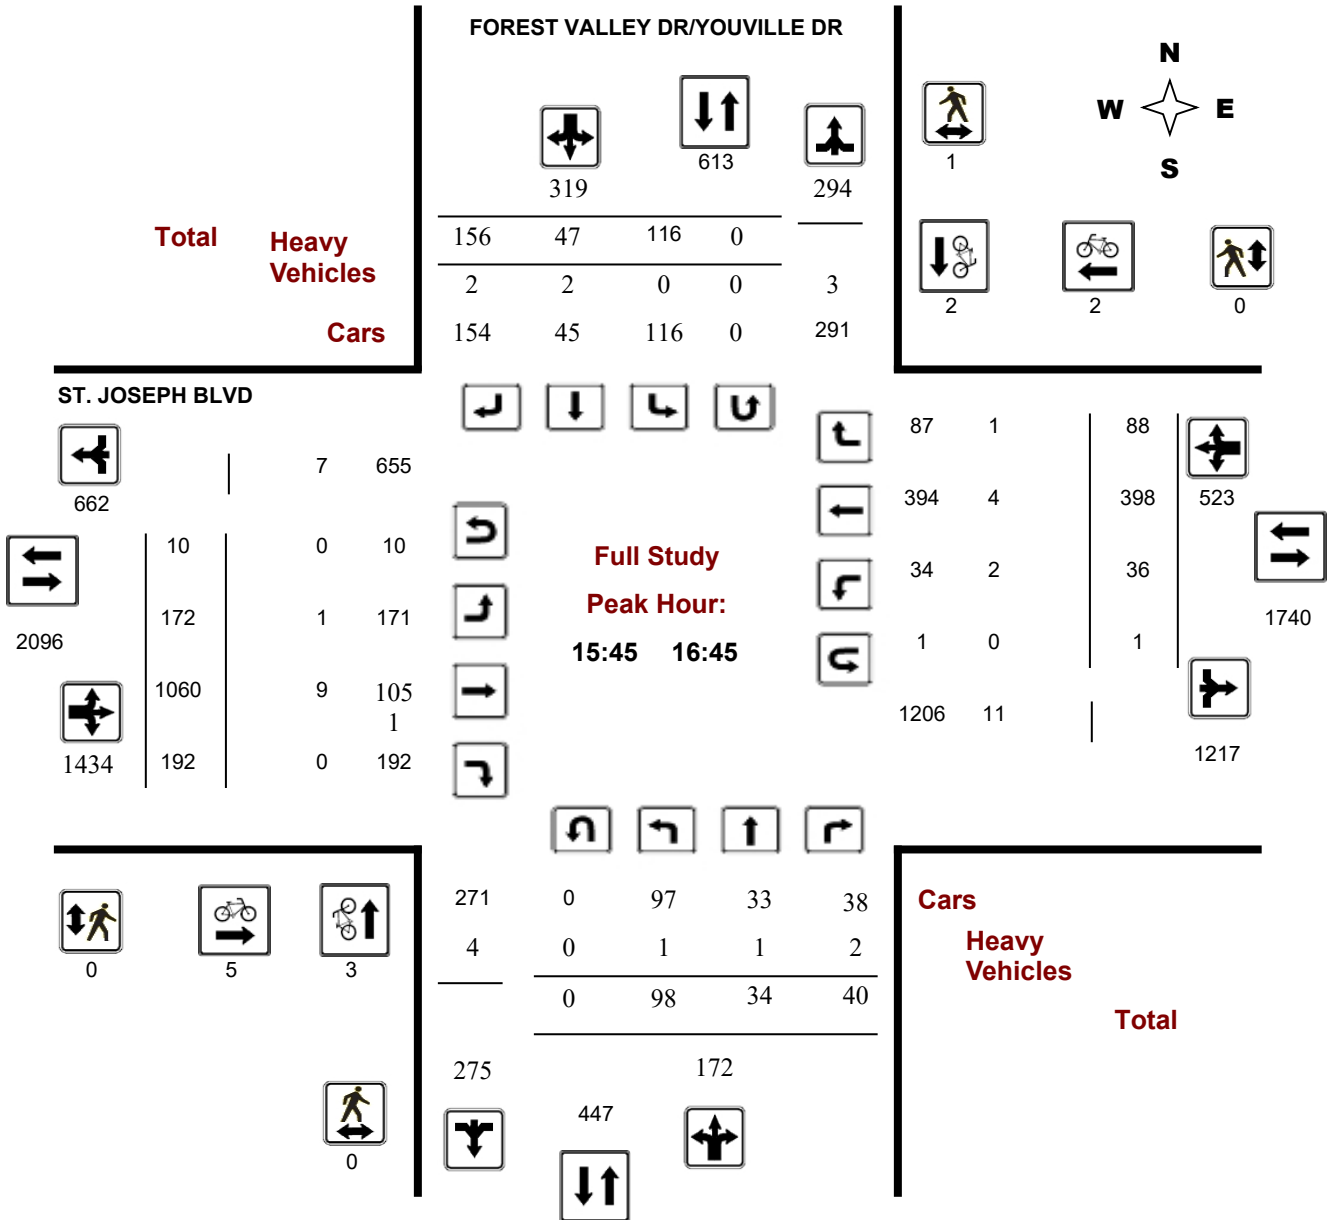 FOREST VALLEY DR/YOUVILLE DR
N
W E
S
613
1
319 294
Total Heavy
Vehicles
156 47 116 0
2 2 0 0 3
2 2 0
Cars 154 45 116 0 291
ST. JOSEPH BLVD
87 1 88
7 655
662
394 4 398 523
10 0 10
Full Study
34 2 36
172 1 171
Peak Hour:
1740
2096
15:45 16:45
1 0 1
1060 9 105
1
1206 11
1434 192 0 192
1217
271 0 97 33 38
Cars
4 0 1 1 2
Heavy
Vehicles
0 5 3
0 98 34 40
Total
275 172
447
0